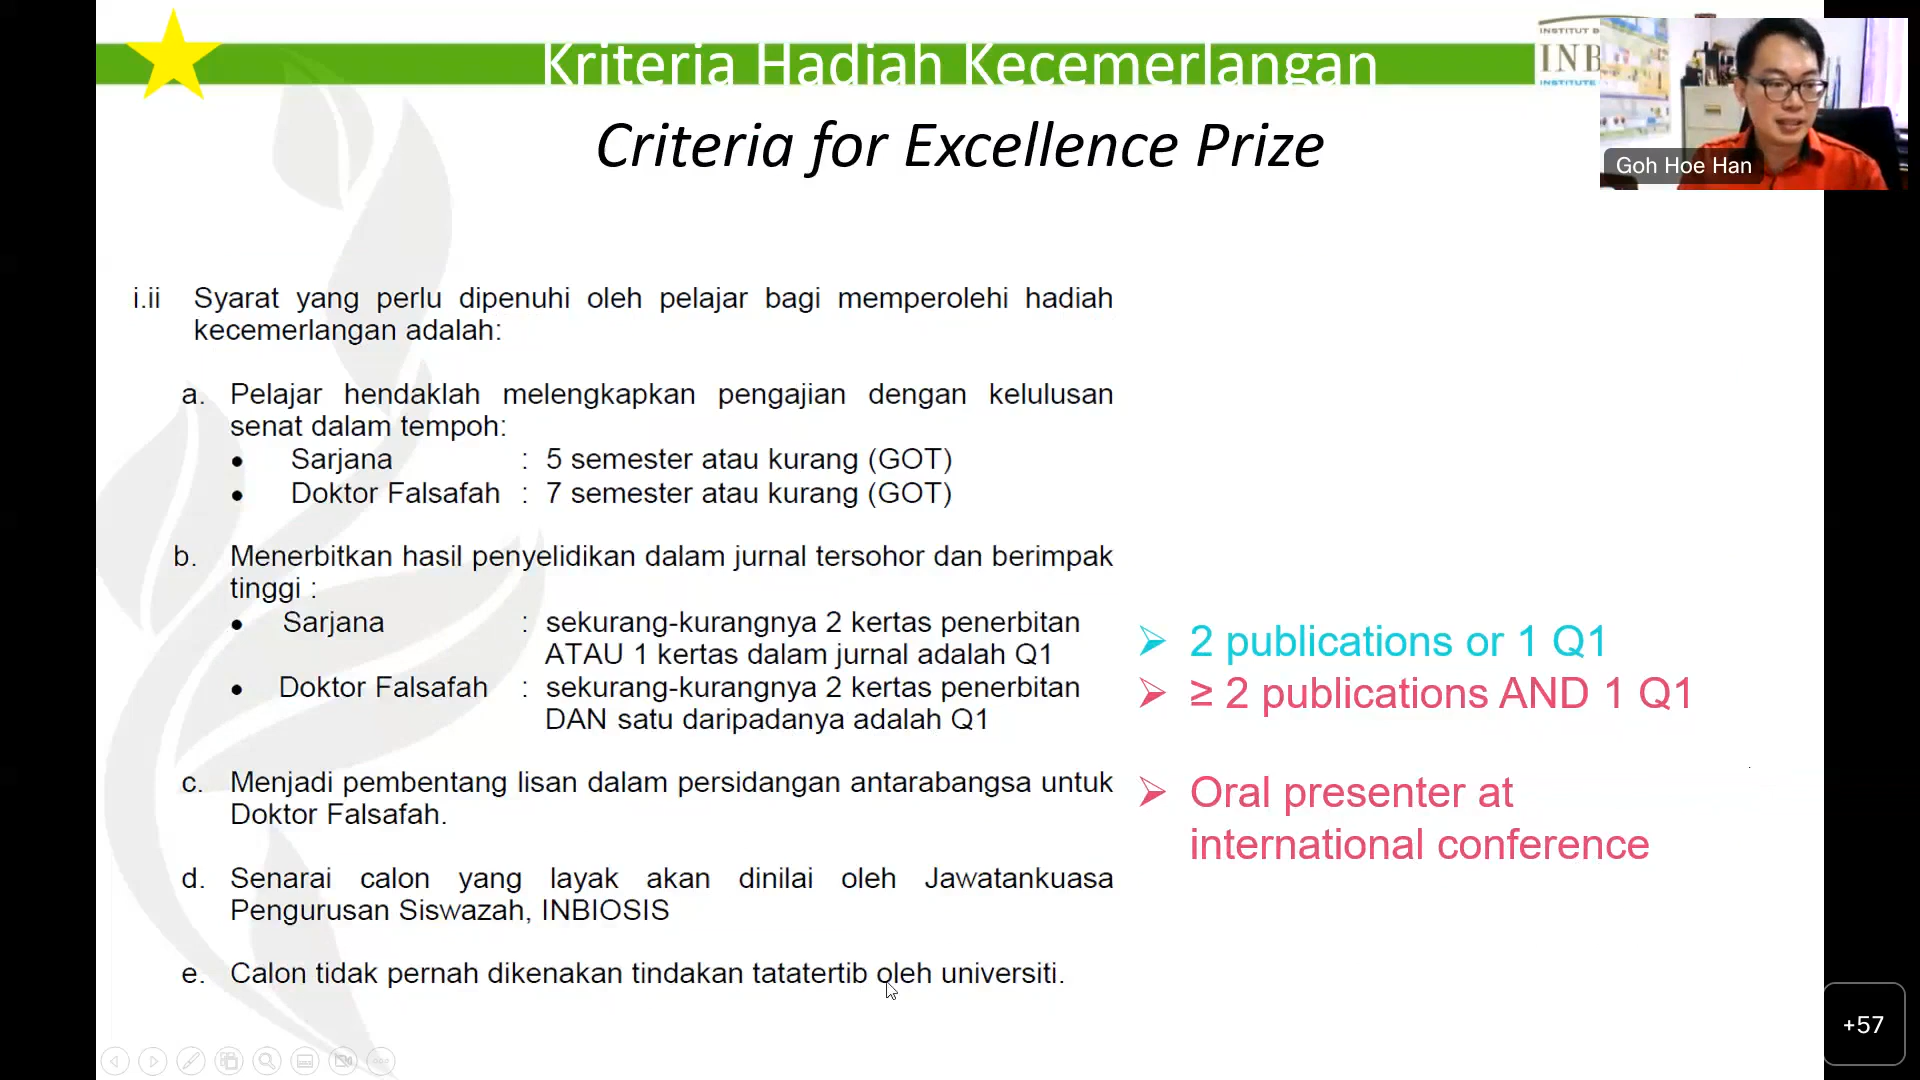 Kriteria Hadiah Kecemerlangan
Criteria for Excellence Prize
INSTITUT
INB
INSTITUTE
Goh Hoe Han
i.ii Syarat yang perlu dipenuhi oleh pelajar bagi memperolehi hadiah
kecemerlangan adalah:
a. Pelajar hendaklah melengkapkan pengajian dengan kelulusan
senat dalam tempoh:
• Sarjana : 5 semester atau kurang (GOT)
• Doktor Falsafah : 7 semester atau kurang (GOT)
b. Menerbitkan hasil penyelidikan dalam jurnal tersohor dan berimpak
tinggi :
• Sarjana : sekurang-kurangnya 2 kertas penerbitan
ATAU 1 kertas dalam jurnal adalah Q1
• Doktor Falsafah : sekurang-kurangnya 2 kertas penerbitan
DAN satu daripadanya adalah Q1
c. Menjadi pembentang lisan dalam persidangan antarabangsa untuk
Doktor Falsafah.
d. Senarai calon yang layak akan dinilai oleh Jawatankuasa
Pengurusan Siswazah, INBIOSIS
e. Calon tidak pernah dikenakan tindakan tatatertib oleh universiti.
➢ 2 publications or 1 Q1
➢ ≥ 2 publications AND 1 Q1
➢ Oral presenter at
international conference
+57